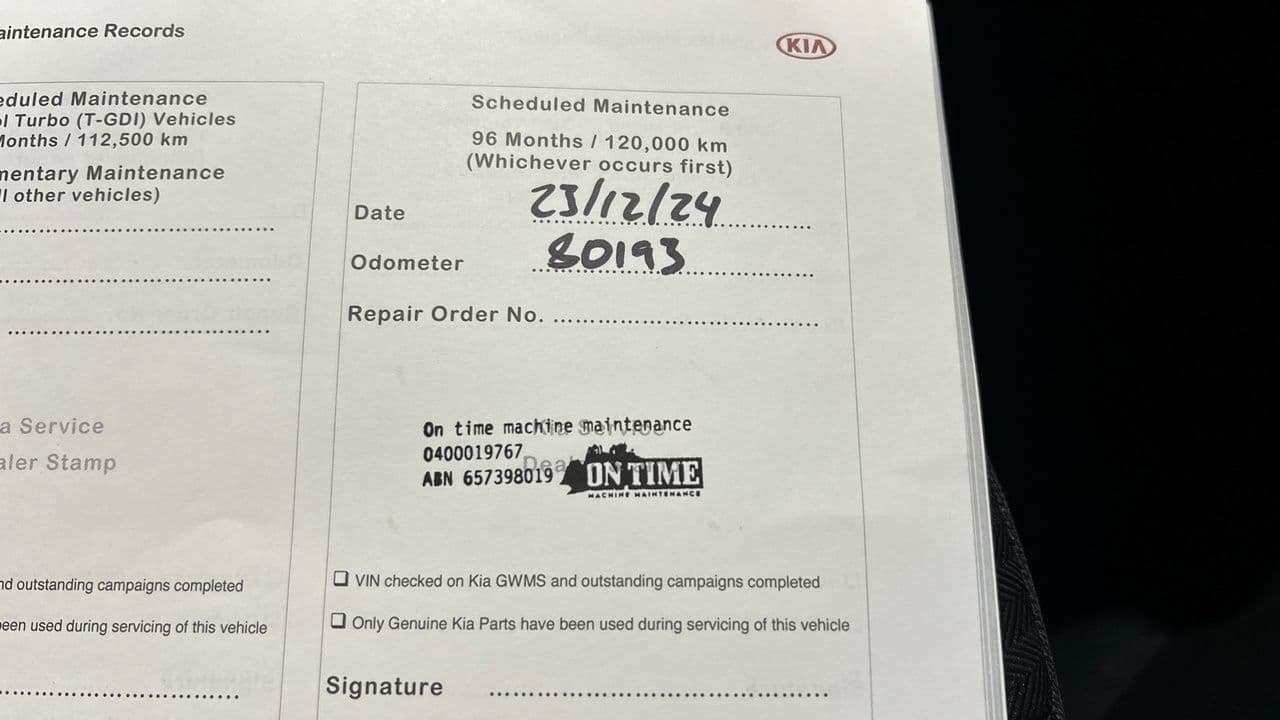 aintenance Records
KIA
eduled Maintenance
l Turbo (T-GDI) Vehicles
Months / 112,500 km
mentary Maintenance
ll other vehicles)
a Service
aler Stamp
nd outstanding campaigns completed
been used during servicing of this vehicle
Scheduled Maintenance
96 Months / 120,000 km
(Whichever occurs first)
Date 23/12/24
Odometer 80193
Repair Order No.
On time machine maintenance
0400019767
ABN 657398019
ON TIME
MACHINE MAINTENANCE
VIN checked on Kia GWMS and outstanding campaigns completed
Only Genuine Kia Parts have been used during servicing of this vehicle
Signature